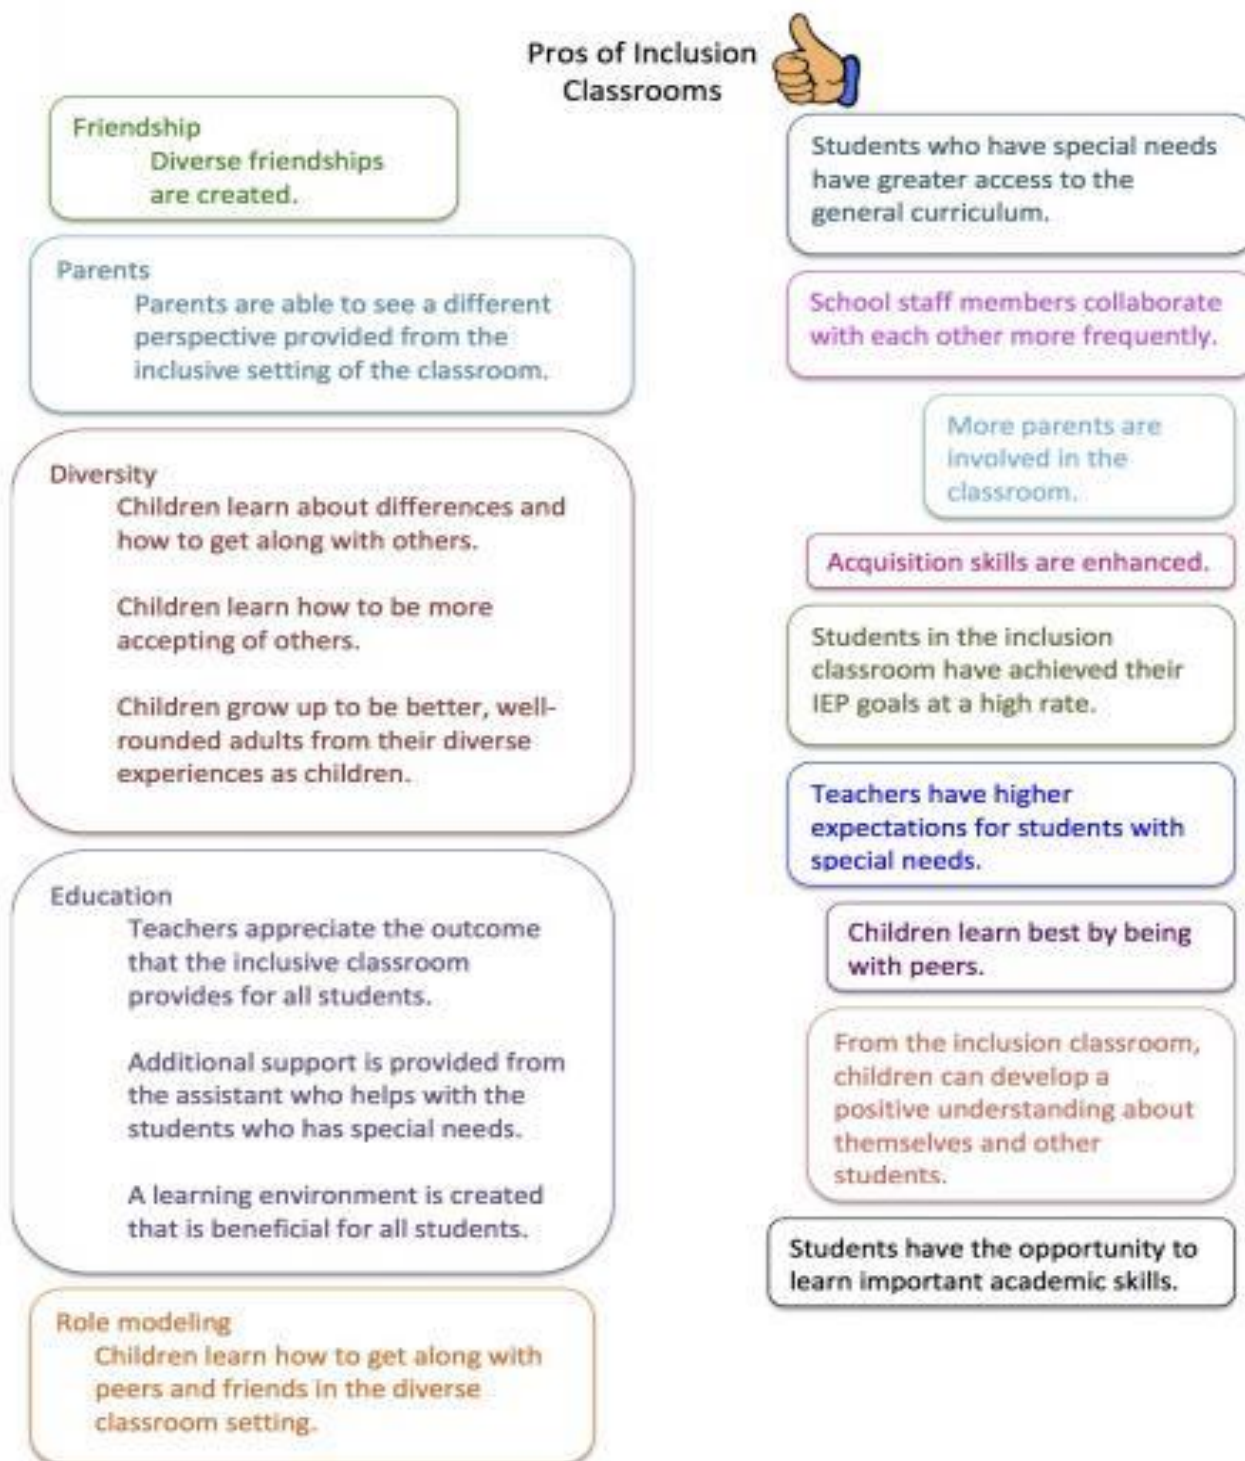 Pros of Inclusion
Classrooms
Friendship
Diverse friendships
are created.
Parents
Parents are able to see a different
perspective provided from the
inclusive setting of the classroom.
Diversity
Children learn about differences and
how to get along with others.
Children learn how to be more
accepting of others.
Children grow up to be better, well-
rounded adults from their diverse
experiences as children.
Education
Teachers appreciate the outcome
that the inclusive classroom
provides for all students.
Additional support is provided from
the assistant who helps with the
students who has special needs.
A learning environment is created
that is beneficial for all students.
Role modeling
Children learn how to get along with
peers and friends in the diverse
classroom setting.
Students who have special needs
have greater access to the
general curriculum.
School staff members collaborate
with each other more frequently.
More parents are
involved in the
classroom.
Acquisition skills are enhanced.
Students in the inclusion
classroom have achieved their
IEP goals at a high rate.
Teachers have higher
expectations for students with
special needs.
Children learn best by being
with peers.
From the inclusion classroom,
children can develop a
positive understanding about
themselves and other
students.
Students have the opportunity to
learn important academic skills.